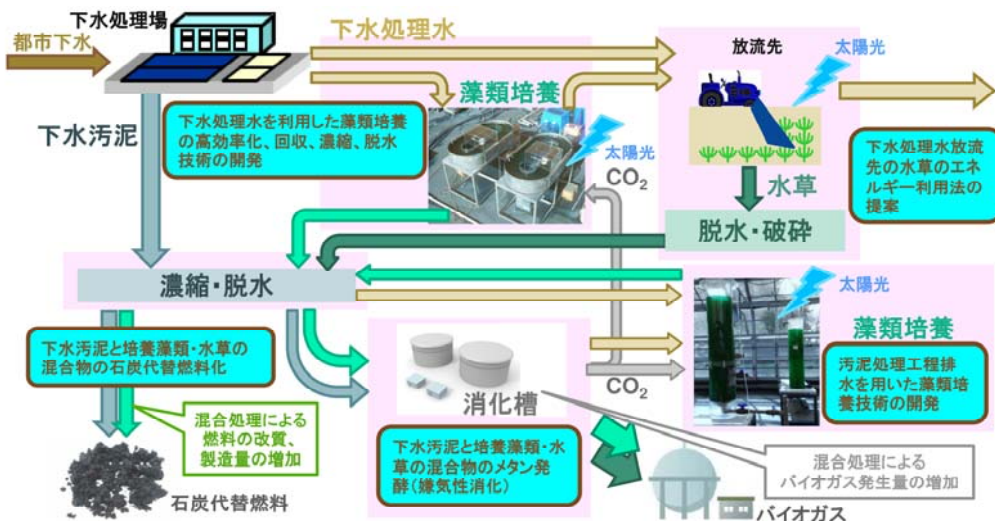 下水処理場
都市下水
下水処理水
放流先
太陽光
藻類培養
下水汚泥
下水処理水を利用した藻類培養
の高効率化、回収、濃縮、脱水
技術の開発
太陽光
CO2
水草
下水処理水放流
先の水草のエネ
ルギー利用法の
提案
脱水・破砕
濃縮・脱水
太陽光
藻類培養
下水汚泥と培養藻類・水草の
混合物の石炭代替燃料化
汚泥処理工程排
水を用いた藻類培
養技術の開発
CO2
消化槽
混合処理による
燃料の改質、
製造量の増加
下水汚泥と培養藻類・水
草の混合物のメタン発
酵(嫌気性消化)
混合処理による
バイオガス発生量の増加
石炭代替燃料
バイオガス